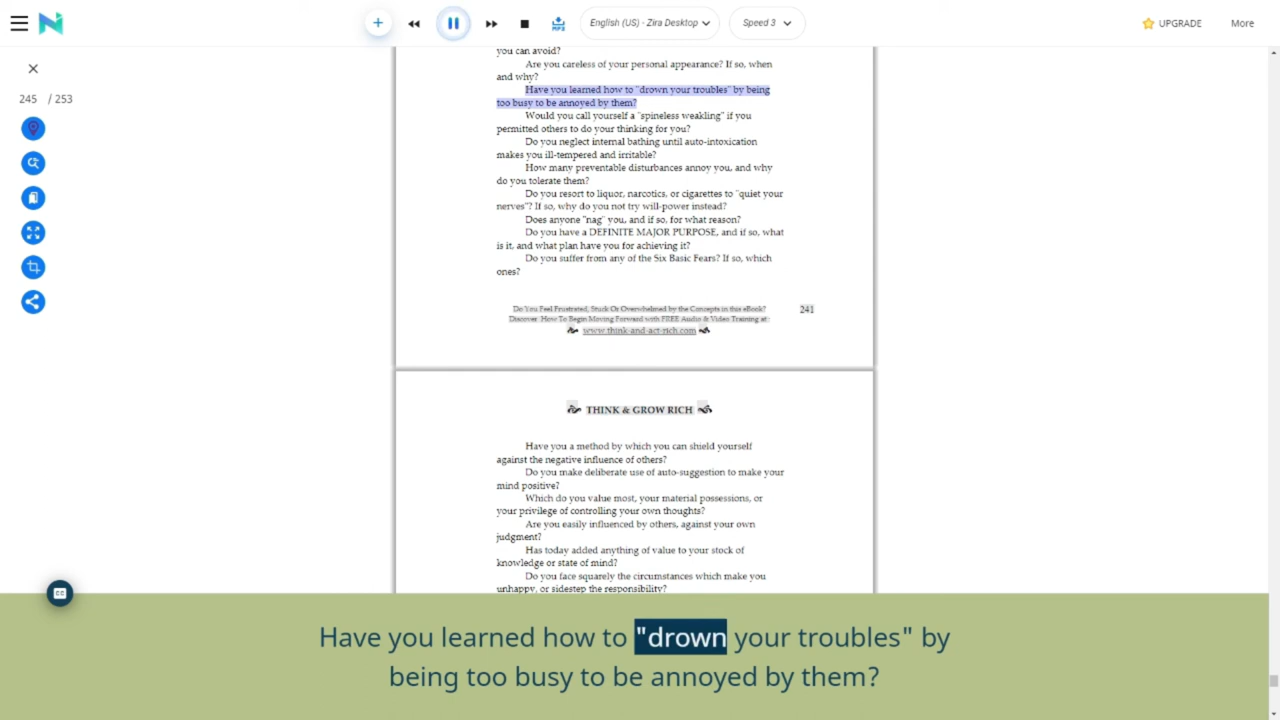 MP3
English (US) - Zira Desktop
Speed 3
UPGRADE
More
245 / 253
you can avoid?
Are you careless of your personal appearance? If so, when
and why?
Have you learned how to "drown your troubles" by being
too busy to be annoyed by them?
Would you call yourself a "spineless weakling" if you
permitted others to do your thinking for you?
Do you neglect internal bathing until auto-intoxication
makes you ill-tempered and irritable?
How many preventable disturbances annoy you, and why
do you tolerate them?
Do you resort to liquor, narcotics, or cigarettes to "quiet your
nerves"? If so, why do you not try will-power instead?
Does anyone "nag" you, and if so, for what reason?
Do you have a DEFINITE MAJOR PURPOSE, and if so, what
is it, and what plan have you for achieving it?
Do you suffer from any of the Six Basic Fears? If so, which
ones?
Do You Feel Frustrated, Stuck Or Overwhelmed by the Concepts in this eBook?
241
Discover How To Begin Moving Forward with FREE Audio & Video Training at:
www.think-and-act-rich.com
THINK & GROW RICH
Have you a method by which you can shield yourself
against the negative influence of others?
Do you make deliberate use of auto-suggestion to make your
mind positive?
Which do you value most, your material possessions, or
your privilege of controlling your own thoughts?
Are you easily influenced by others, against your own
judgment?
Has today added anything of value to your stock of
knowledge or state of mind?
Do you face squarely the circumstances which make you
unhappy, or sidestep the responsibility?
CC
Have you learned how to "drown your troubles" by
being too busy to be annoyed by them?